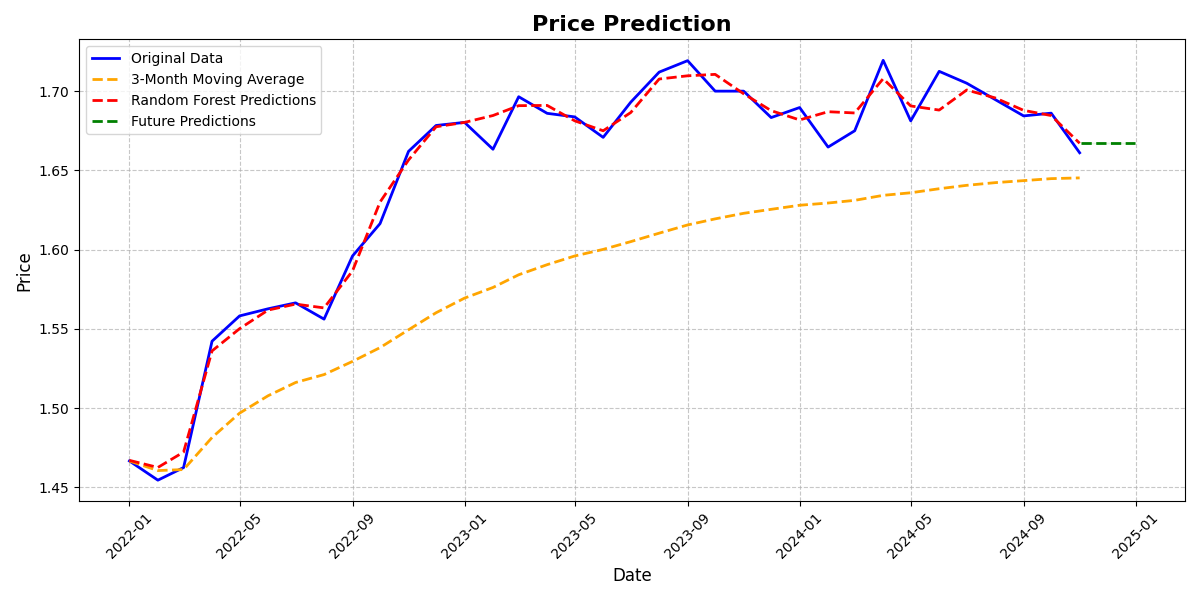 Price Prediction
Original Data
3-Month Moving Average
Random Forest Predictions
Future Predictions
Price
1.70
1.65
1.60
1.55
1.50
1.45
2022-01
2022-05
2022-09
2023-01
2023-05
2023-09
2024-01
2024-05
2024-09
2025-01
Date